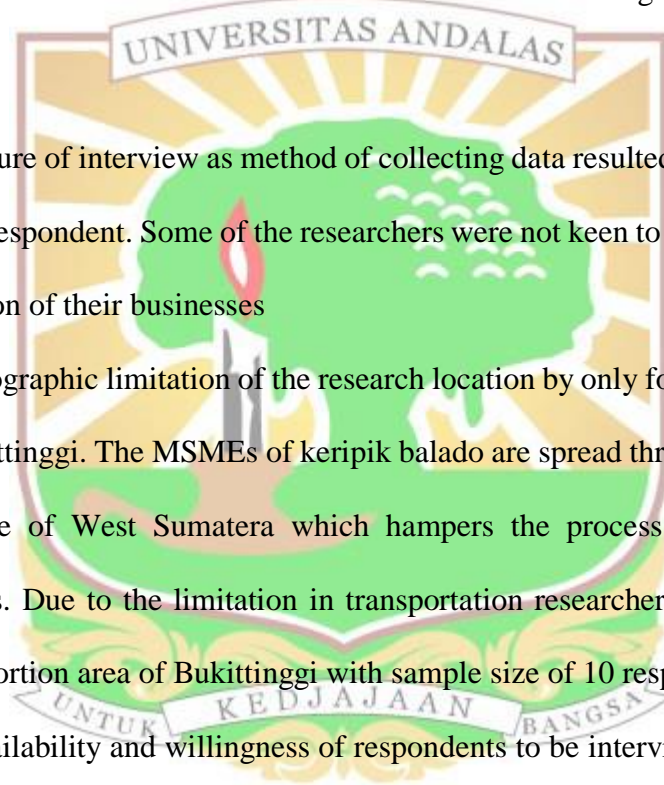 UNIVERSITAS ANDALAS
ure of interview as method of collecting data resulted
espondent. Some of the researchers were not keen to
on of their businesses
ographic limitation of the research location by only fo
ttinggi. The MSMEs of keripik balado are spread thr
e of West Sumatera which hampers the process
s. Due to the limitation in transportation researcher
ortion area of Bukittinggi with sample size of 10 resp
ailability and willingness of respondents to be intervi
UNTUK KEDJAJAAN BANGSA